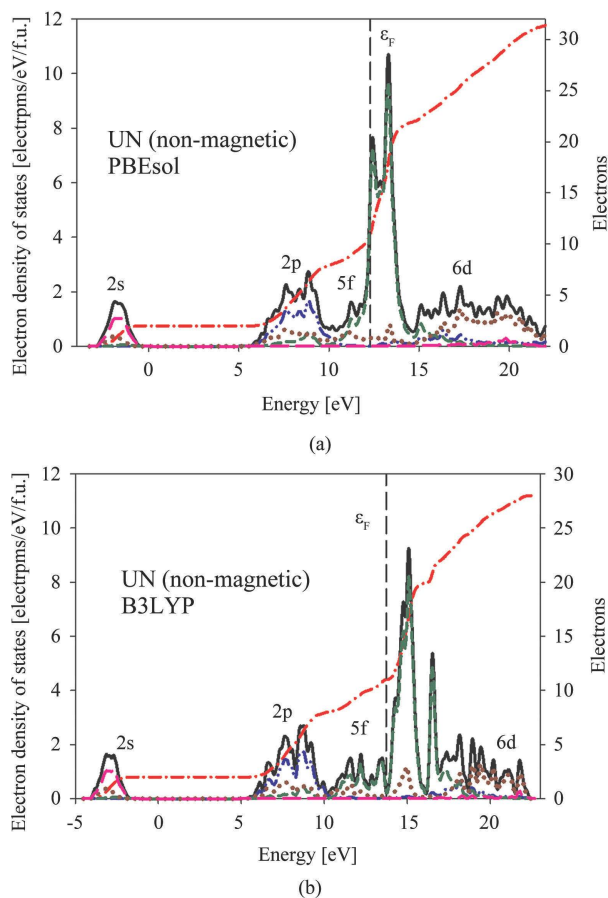 12
10
8
6
4
2
0
Electron density of states [electrpms/eV/f.u.]
UN (non-magnetic)
PBEsol
2s
2p
5f
6d
εF
30
25
20
15
10
5
0
Electrons
0 5 10 15 20
Energy [eV]
(a)
12
10
8
6
4
2
0
Electron density of states [electrpms/eV/f.u.]
UN (non-magnetic)
B3LYP
2s
2p
5f
6d
εF
30
25
20
15
10
5
0
Electrons
-5 0 5 10 15 20
Energy [eV]
(b)